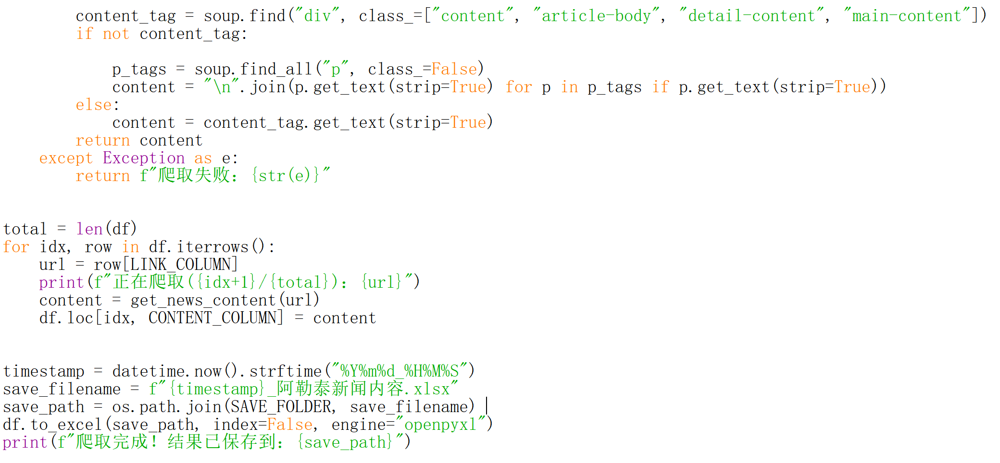 content_tag = soup.find("div", class_=["content", "article-body", "detail-content", "main-content"])
        if not content_tag:
            p_tags = soup.find_all("p", class_=False)
            content = "\n".join(p.get_text(strip=True) for p in p_tags if p.get_text(strip=True))
        else:
            content = content_tag.get_text(strip=True)
        return content
    except Exception as e:
        return f"爬取失败：{str(e)}"
total = len(df)
for idx, row in df.iterrows():
    url = row[LINK_COLUMN]
    print(f"正在爬取({idx+1}/{total})：{url}")
    content = get_news_content(url)
    df.loc[idx, CONTENT_COLUMN] = content
timestamp = datetime.now().strftime("%Y%m%d_%H%M%S")
save_filename = f"{timestamp}_阿勒泰新闻内容.xlsx"
save_path = os.path.join(SAVE_FOLDER, save_filename)
df.to_excel(save_path, index=False, engine="openpyxl")
print(f"爬取完成！结果已保存到：{save_path}")